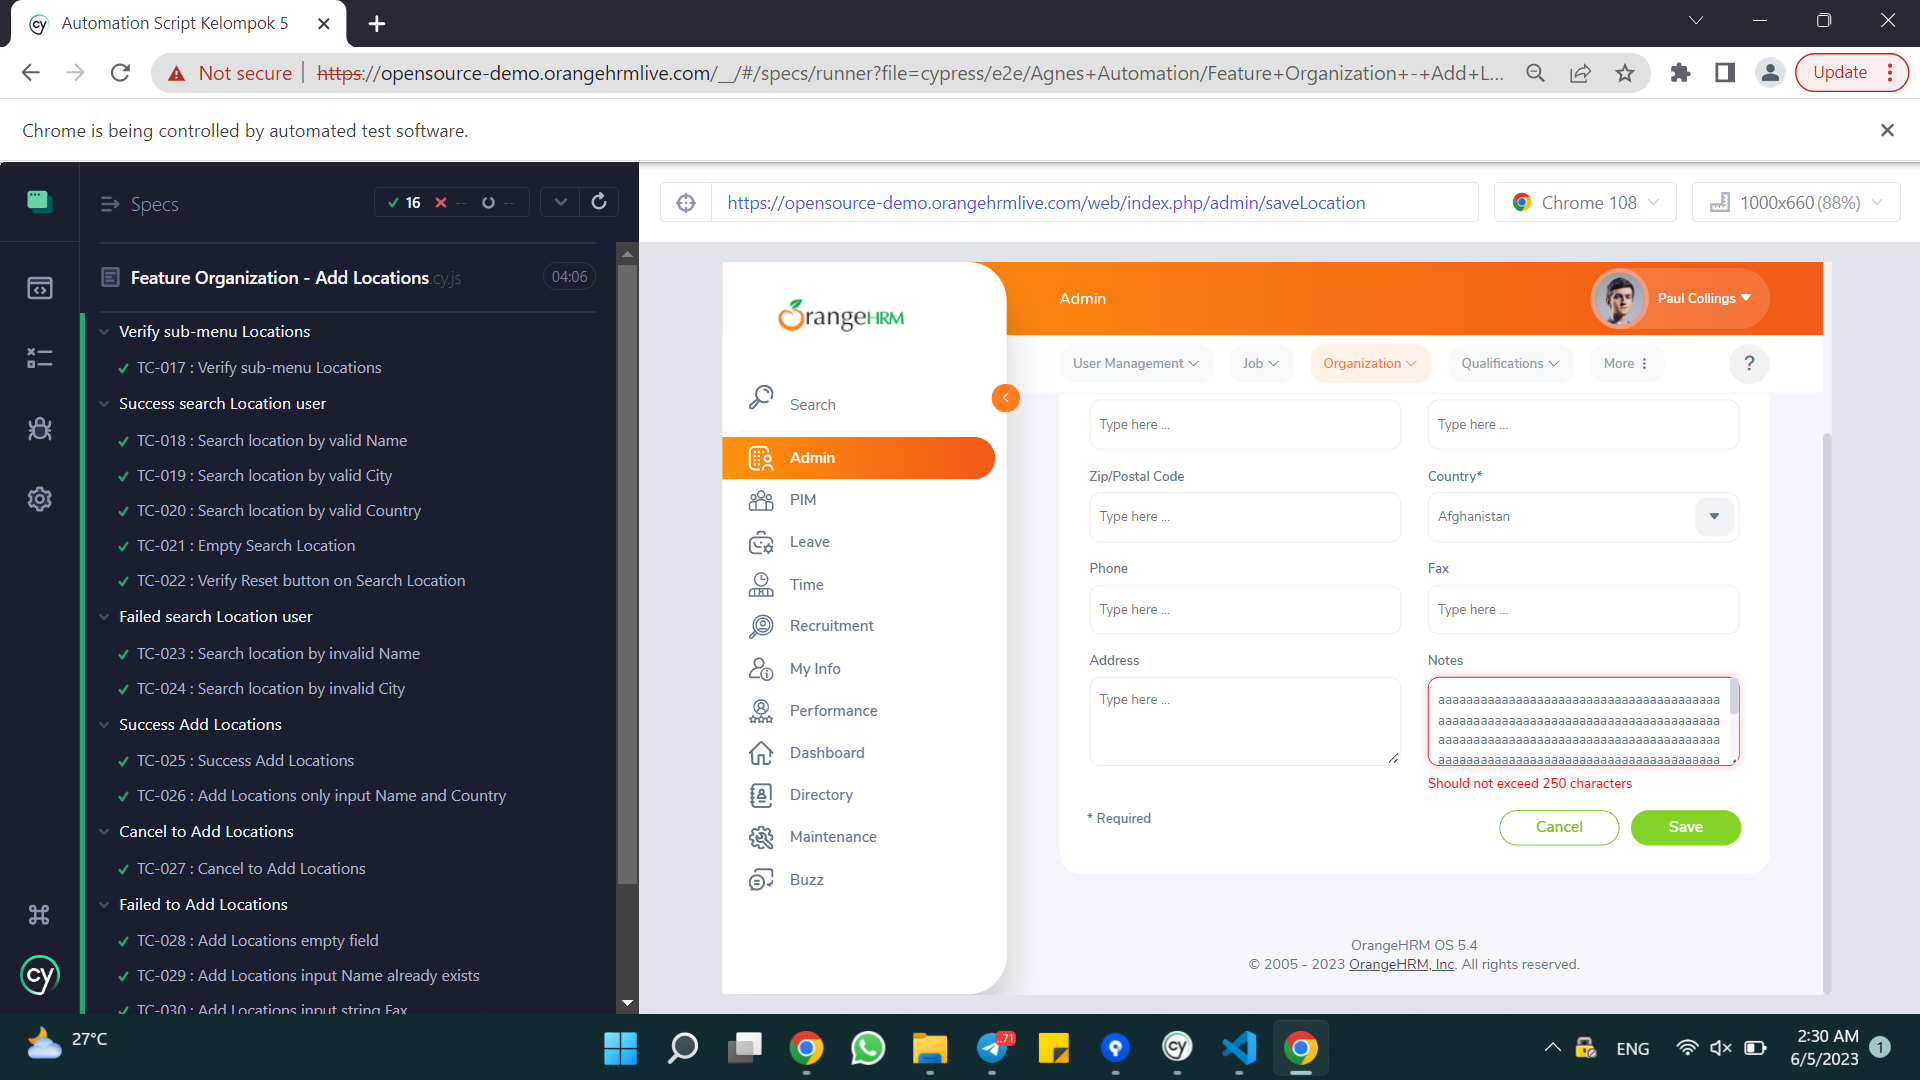 Automation Script Kelompok 5
Not secure
https://opensource-demo.orangehrmlive.com/__/#/specs/runner?file=cypress/e2e/Agnes+Automation/Feature+Organization+-+Add+L...
Update
Chrome is being controlled by automated test software.
Specs
16
--
--
Feature Organization - Add Locations.cy.js
04:06
Verify sub-menu Locations
TC-017 : Verify sub-menu Locations
Success search Location user
TC-018 : Search location by valid Name
TC-019 : Search location by valid City
TC-020 : Search location by valid Country
TC-021 : Empty Search Location
TC-022 : Verify Reset button on Search Location
Failed search Location user
TC-023 : Search location by invalid Name
TC-024 : Search location by invalid City
Success Add Locations
TC-025 : Success Add Locations
TC-026 : Add Locations only input Name and Country
Cancel to Add Locations
TC-027 : Cancel to Add Locations
Failed to Add Locations
TC-028 : Add Locations empty field
TC-029 : Add Locations input Name already exists
TC-030 : Add Locations input string Fax
cy
https://opensource-demo.orangehrmlive.com/web/index.php/admin/saveLocation
Chrome 108
1000x660 (88%)
OrangeHRM
Search
Admin
PIM
Leave
Time
Recruitment
My Info
Performance
Dashboard
Directory
Maintenance
Buzz
Admin
Paul Collings
User Management
Job
Organization
Qualifications
More
?
Type here ...
Type here ...
Zip/Postal Code
Country*
Type here ...
Afghanistan
Phone
Fax
Type here ...
Type here ...
Address
Notes
Type here ...
aaaaaaaaaaaaaaaaaaaaaaaaaaaaaaaaaaaaaaaa
aaaaaaaaaaaaaaaaaaaaaaaaaaaaaaaaaaaaaaaa
aaaaaaaaaaaaaaaaaaaaaaaaaaaaaaaaaaaaaaaa
aaaaaaaaaaaaaaaaaaaaaaaaaaaaaaaaaaaaaaaa
Should not exceed 250 characters
* Required
Cancel
Save
OrangeHRM OS 5.4
© 2005 - 2023 OrangeHRM, Inc. All rights reserved.
27°C
..71
cy
ENG
2:30 AM
6/5/2023
1